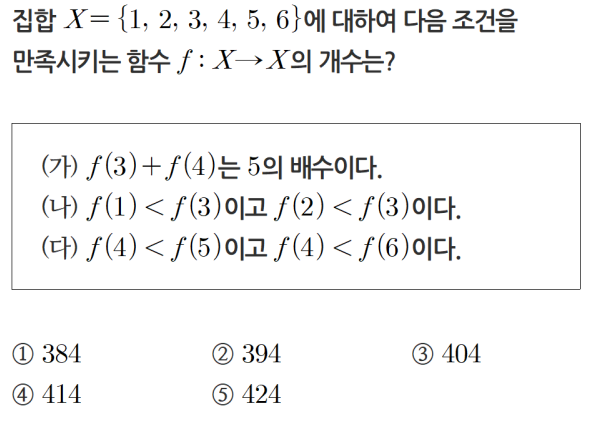 집합 X={1, 2, 3, 4, 5, 6}에 대하여 다음 조건을
만족시키는 함수 f : X→X의 개수는?
(가) f(3)+f(4)는 5의 배수이다.
(나) f(1)<f(3)이고 f(2)<f(3)이다.
(다) f(4)<f(5)이고 f(4)<f(6)이다.
① 384 ② 394 ③ 404
④ 414 ⑤ 424